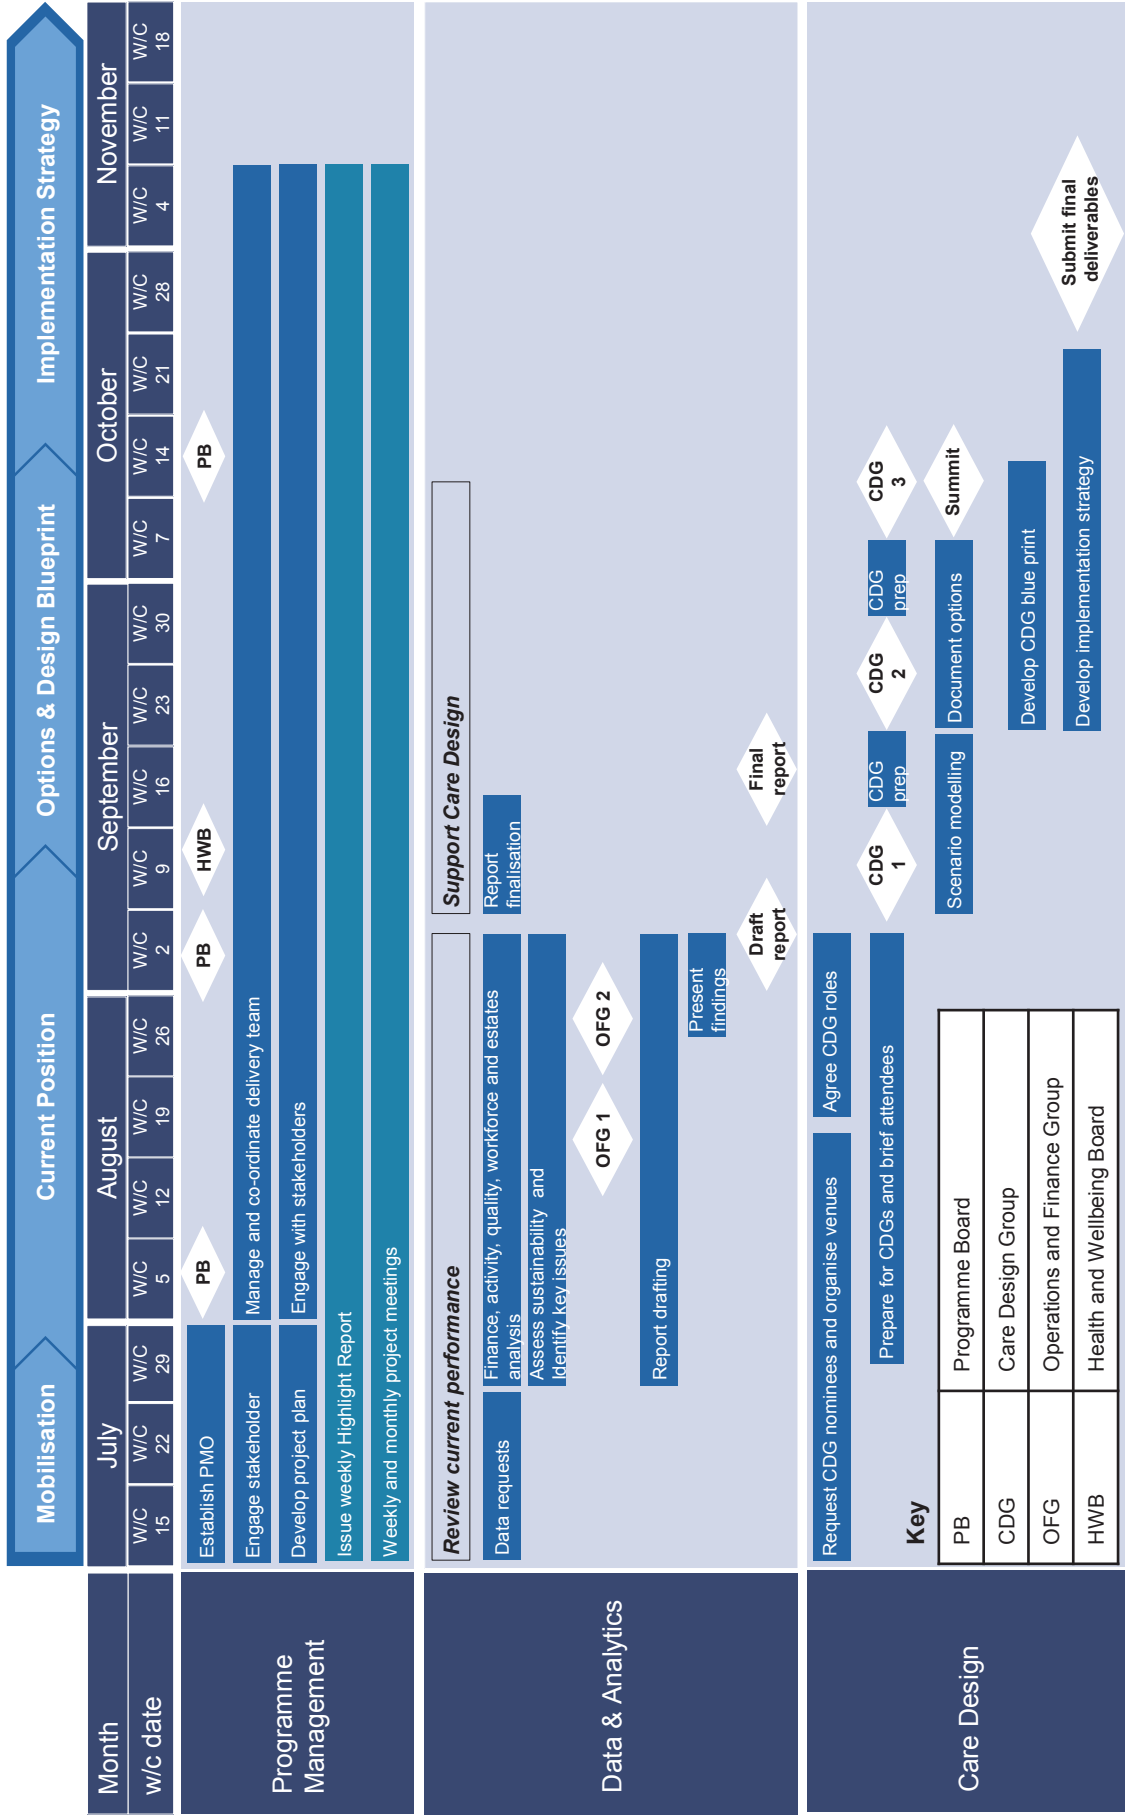 Mobilisation
Current Position
Options & Design Blueprint
Implementation Strategy
Month
July
August
September
October
November
w/c date
W/C
15
W/C
22
W/C
29
W/C
5
W/C
12
W/C
19
W/C
26
W/C
2
W/C
9
W/C
16
W/C
23
W/C
30
W/C
7
W/C
14
W/C
21
W/C
28
W/C
4
W/C
11
W/C
18
Programme
Management
Establish PMO
PB
PB
HWB
PB
Engage stakeholder
Manage and co-ordinate delivery team
Develop project plan
Engage with stakeholders
Issue weekly Highlight Report
Weekly and monthly project meetings
Data & Analytics
Review current performance
Support Care Design
Data requests
Finance, activity, quality, workforce and estates
analysis
Report
finalisation
Assess sustainability and
Identify key issues
OFG 1
OFG 2
Report drafting
Present
findings
Draft
report
Final
report
Care Design
Request CDG nominees and organise venues
Agree CDG roles
Prepare for CDGs and brief attendees
CDG
1
CDG
prep
CDG
2
CDG
prep
CDG
3
Scenario modelling
Document options
Summit
Develop CDG blue print
Develop implementation strategy
Submit final
deliverables
Key
PB
Programme Board
CDG
Care Design Group
OFG
Operations and Finance Group
HWB
Health and Wellbeing Board